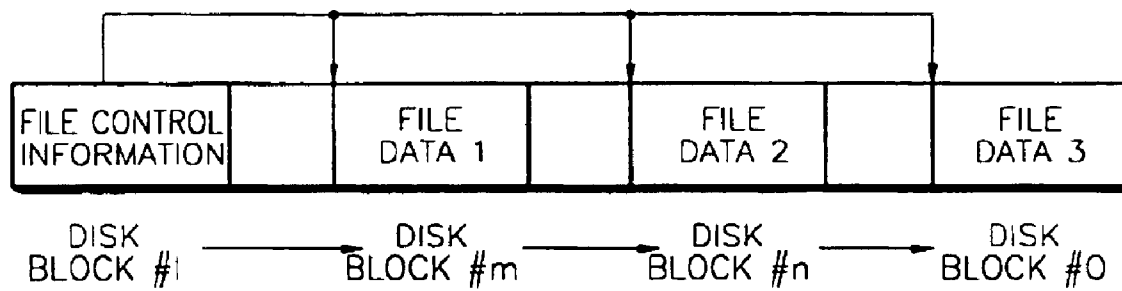 FILE CONTROL
INFORMATION
FILE
DATA 1
FILE
DATA 2
FILE
DATA 3
DISK
BLOCK #l
DISK
BLOCK #m
DISK
BLOCK #n
DISK
BLOCK #0